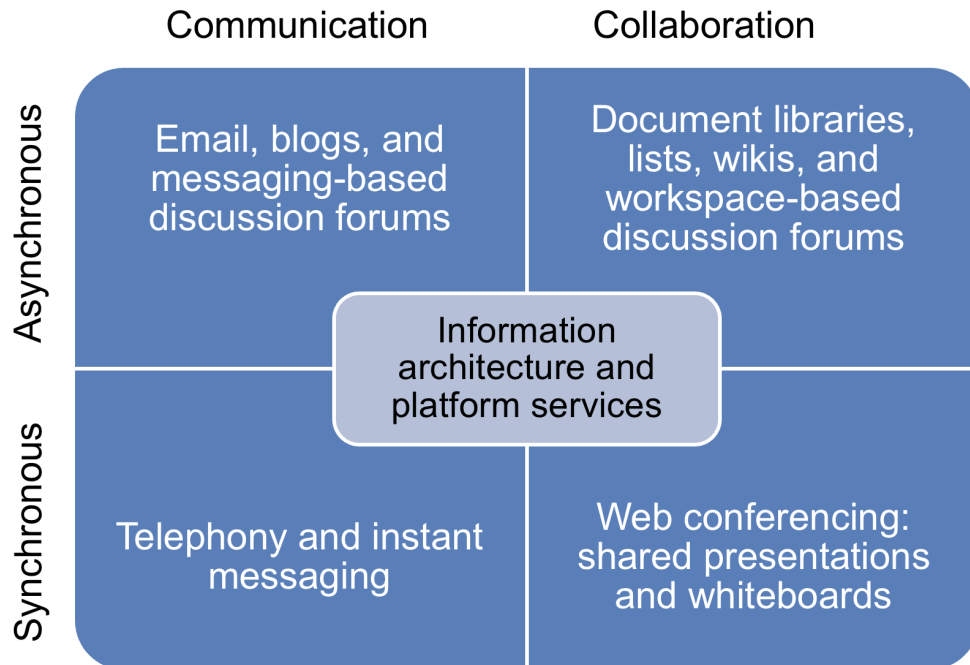 Communication
Collaboration
Asynchronous
Email, blogs, and
messaging-based
discussion forums
Document libraries,
lists, wikis, and
workspace-based
discussion forums
Information
architecture and
platform services
Synchronous
Telephony and instant
messaging
Web conferencing:
shared presentations
and whiteboards